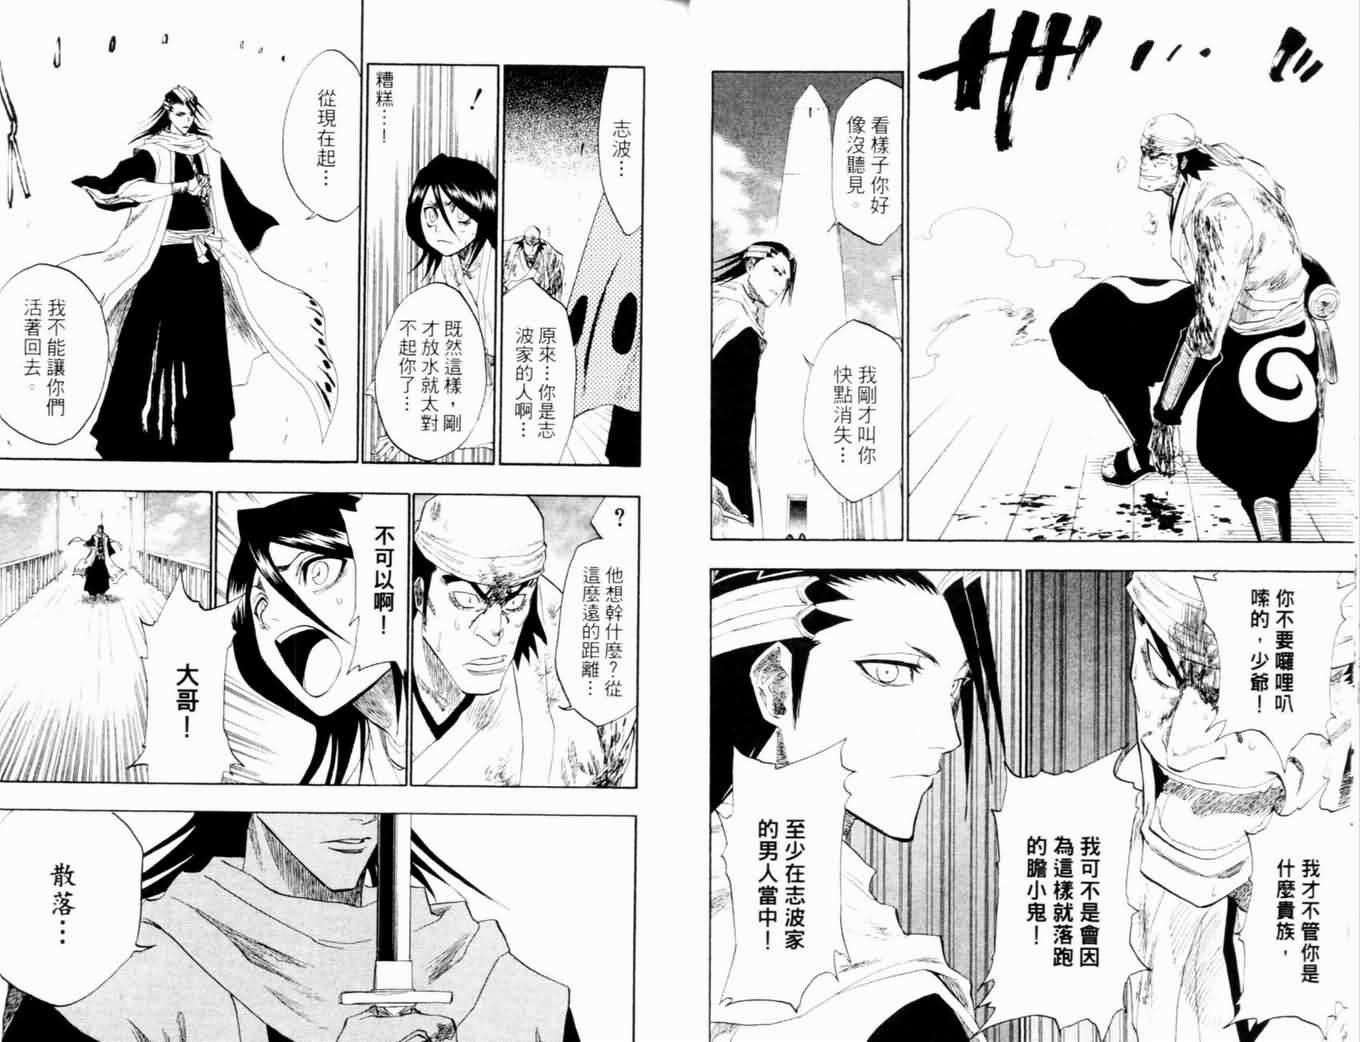 看樣子你好
像沒聽見。
我剛才叫你
快點消失…
你不要囉哩叭
嗦的，少爺！
我才不管你是
什麼貴族，
我可不是會因
為這樣就落跑
的膽小鬼！
至少在志波家
的男人當中！
志波…
原來…你是志
波家的人啊…
！
糟糕…！
既然這樣，剛
才放水就太對
不起你了…
從現在起…
我不能讓你們
活著回去。
？
他想幹什麼？從
這麼遠的距離…
不可以啊！
大哥！
散落…